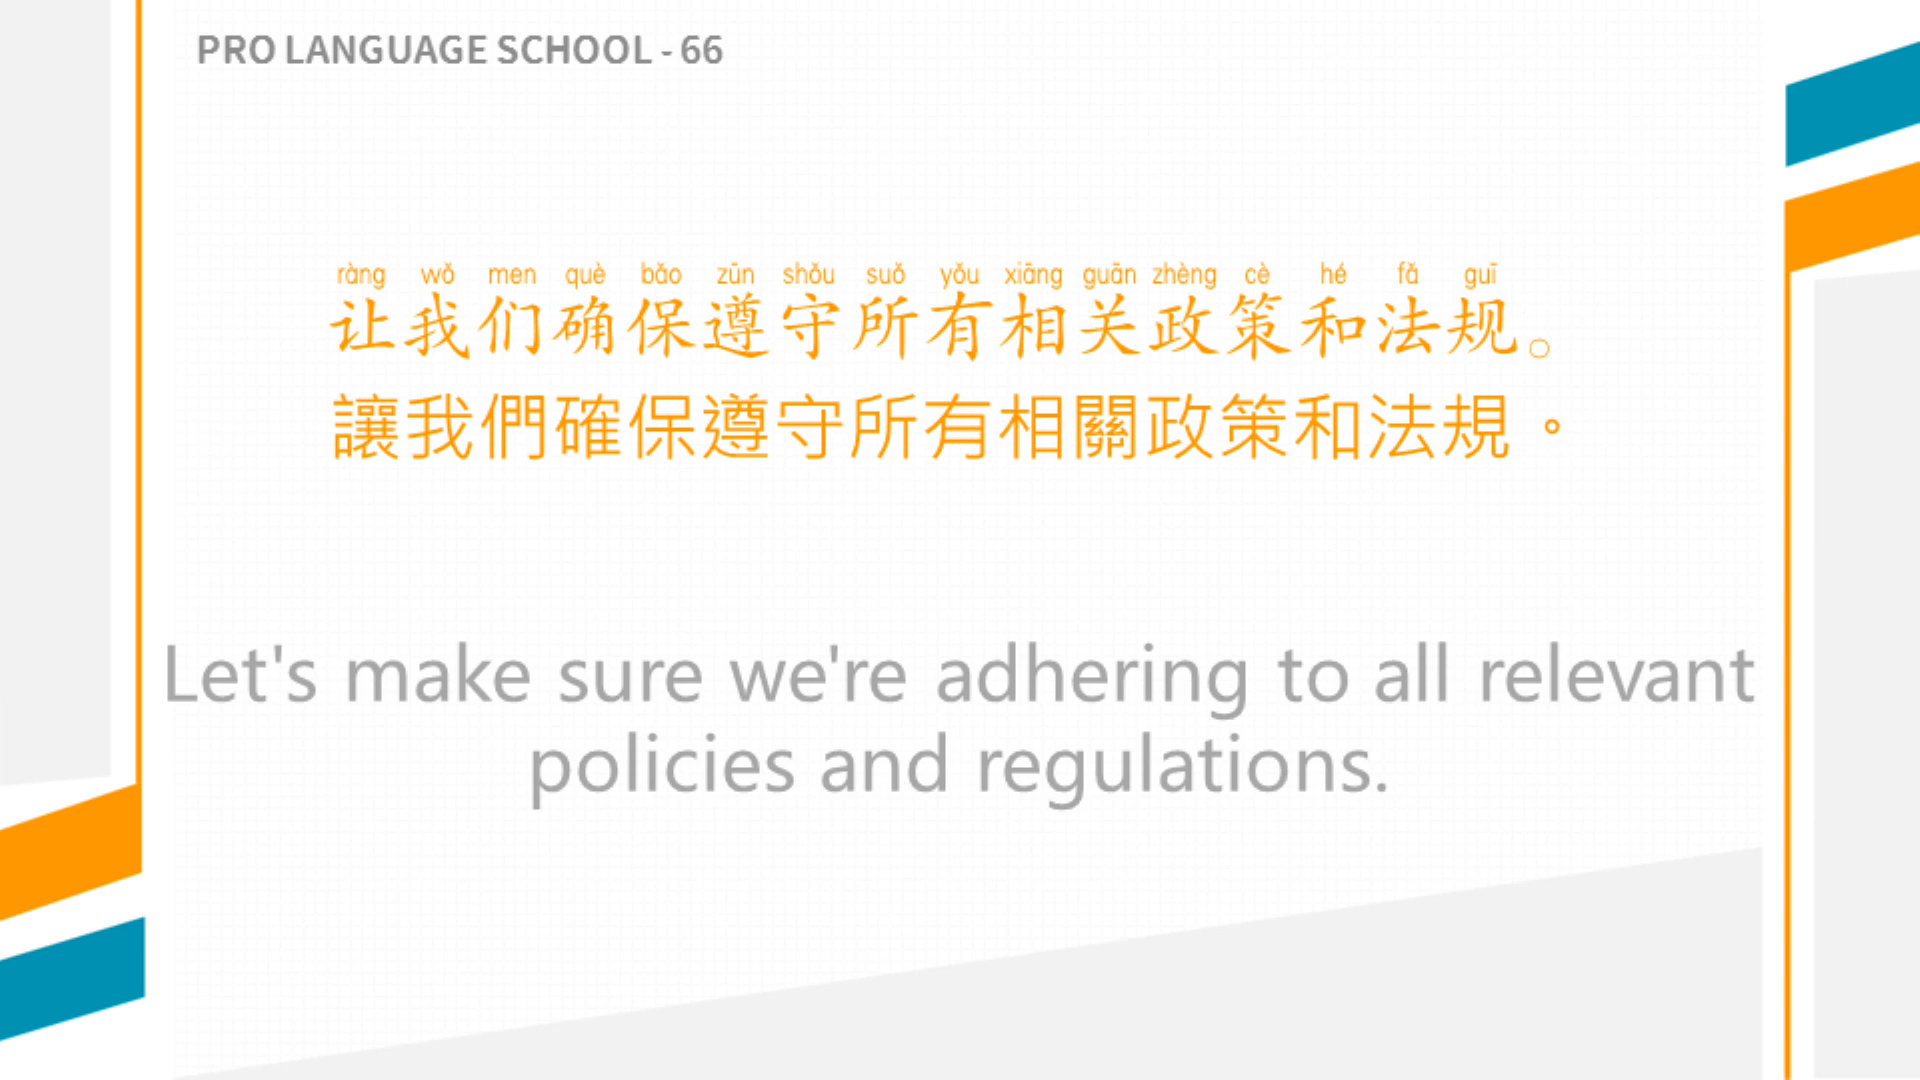 PRO LANGUAGE SCHOOL - 66
ràng wǒ men què bǎo zūn shǒu suǒ yǒu xiāng guān zhèng cè hé fǎ guī
让我们确保遵守所有相关政策和法规。
讓我們確保遵守所有相關政策和法規。
Let's make sure we're adhering to all relevant
policies and regulations.